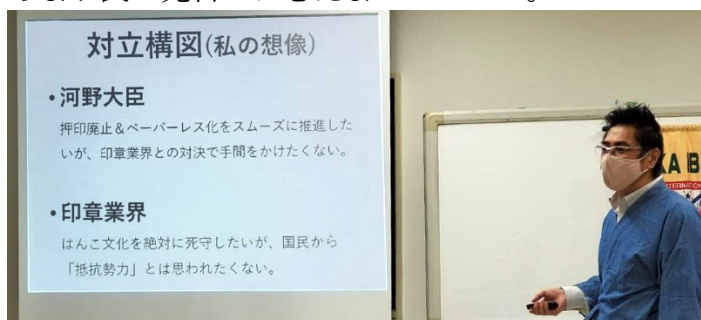 対立構図(私の想像)
・河野大臣
押印廃止&ペーパーレス化をスムーズに推進した
いが、印章業界との対決で手間をかけたくない。
・印章業界
はんこ文化を絶対に死守したいが、国民から
「抵抗勢力」とは思われたくない。
KA B